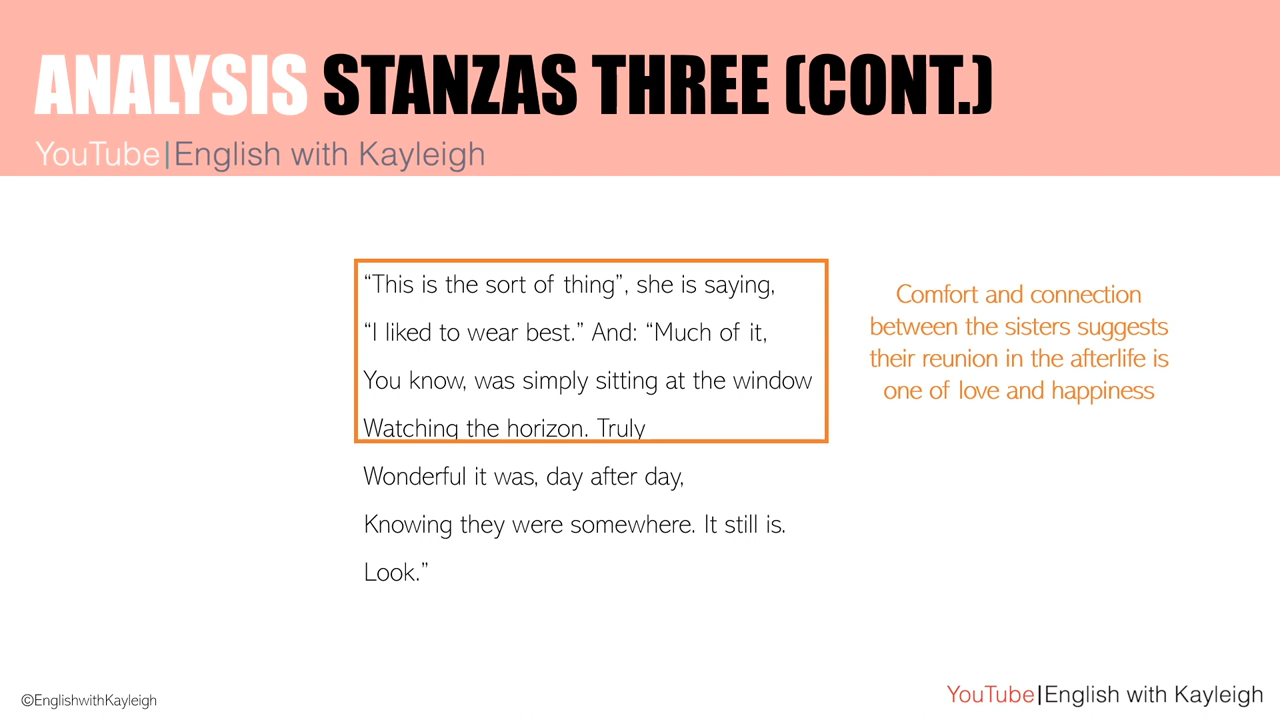 ANALYSIS STANZAS THREE (CONT.)
YouTube|English with Kayleigh
“This is the sort of thing”, she is saying,
“I liked to wear best.” And: “Much of it,
You know, was simply sitting at the window
Watching the horizon. Truly
Wonderful it was, day after day,
Knowing they were somewhere. It still is.
Look.”
Comfort and connection
between the sisters suggests
their reunion in the afterlife is
one of love and happiness
©EnglishwithKayleigh
YouTube|English with Kayleigh